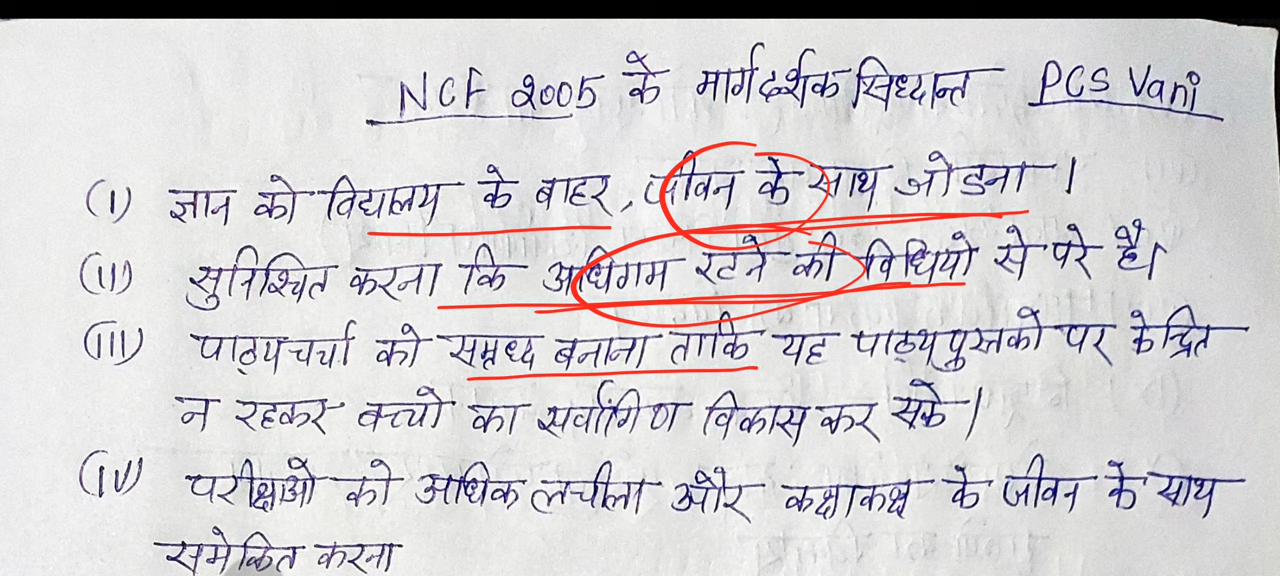 NCF 2005 के मार्गदर्शक सिध्दान्त PCS Vani
(I) ज्ञान को विद्यालय के बाहर, जीवन के साथ जोडना ।
(II) सुनिश्चित करना कि अधिगम रटने की विधियो से परे है।
(III) पाठ्यचर्चा को समृध्द बनाना ताकि यह पाठ्यपुस्तको पर केन्द्रित
न रहकर बच्चो का सर्वांगिण विकास कर सके ।
(IV) परीक्षाओ को अधिक लचीला और कक्षाकक्ष के जीवन के साथ
समेकित करना